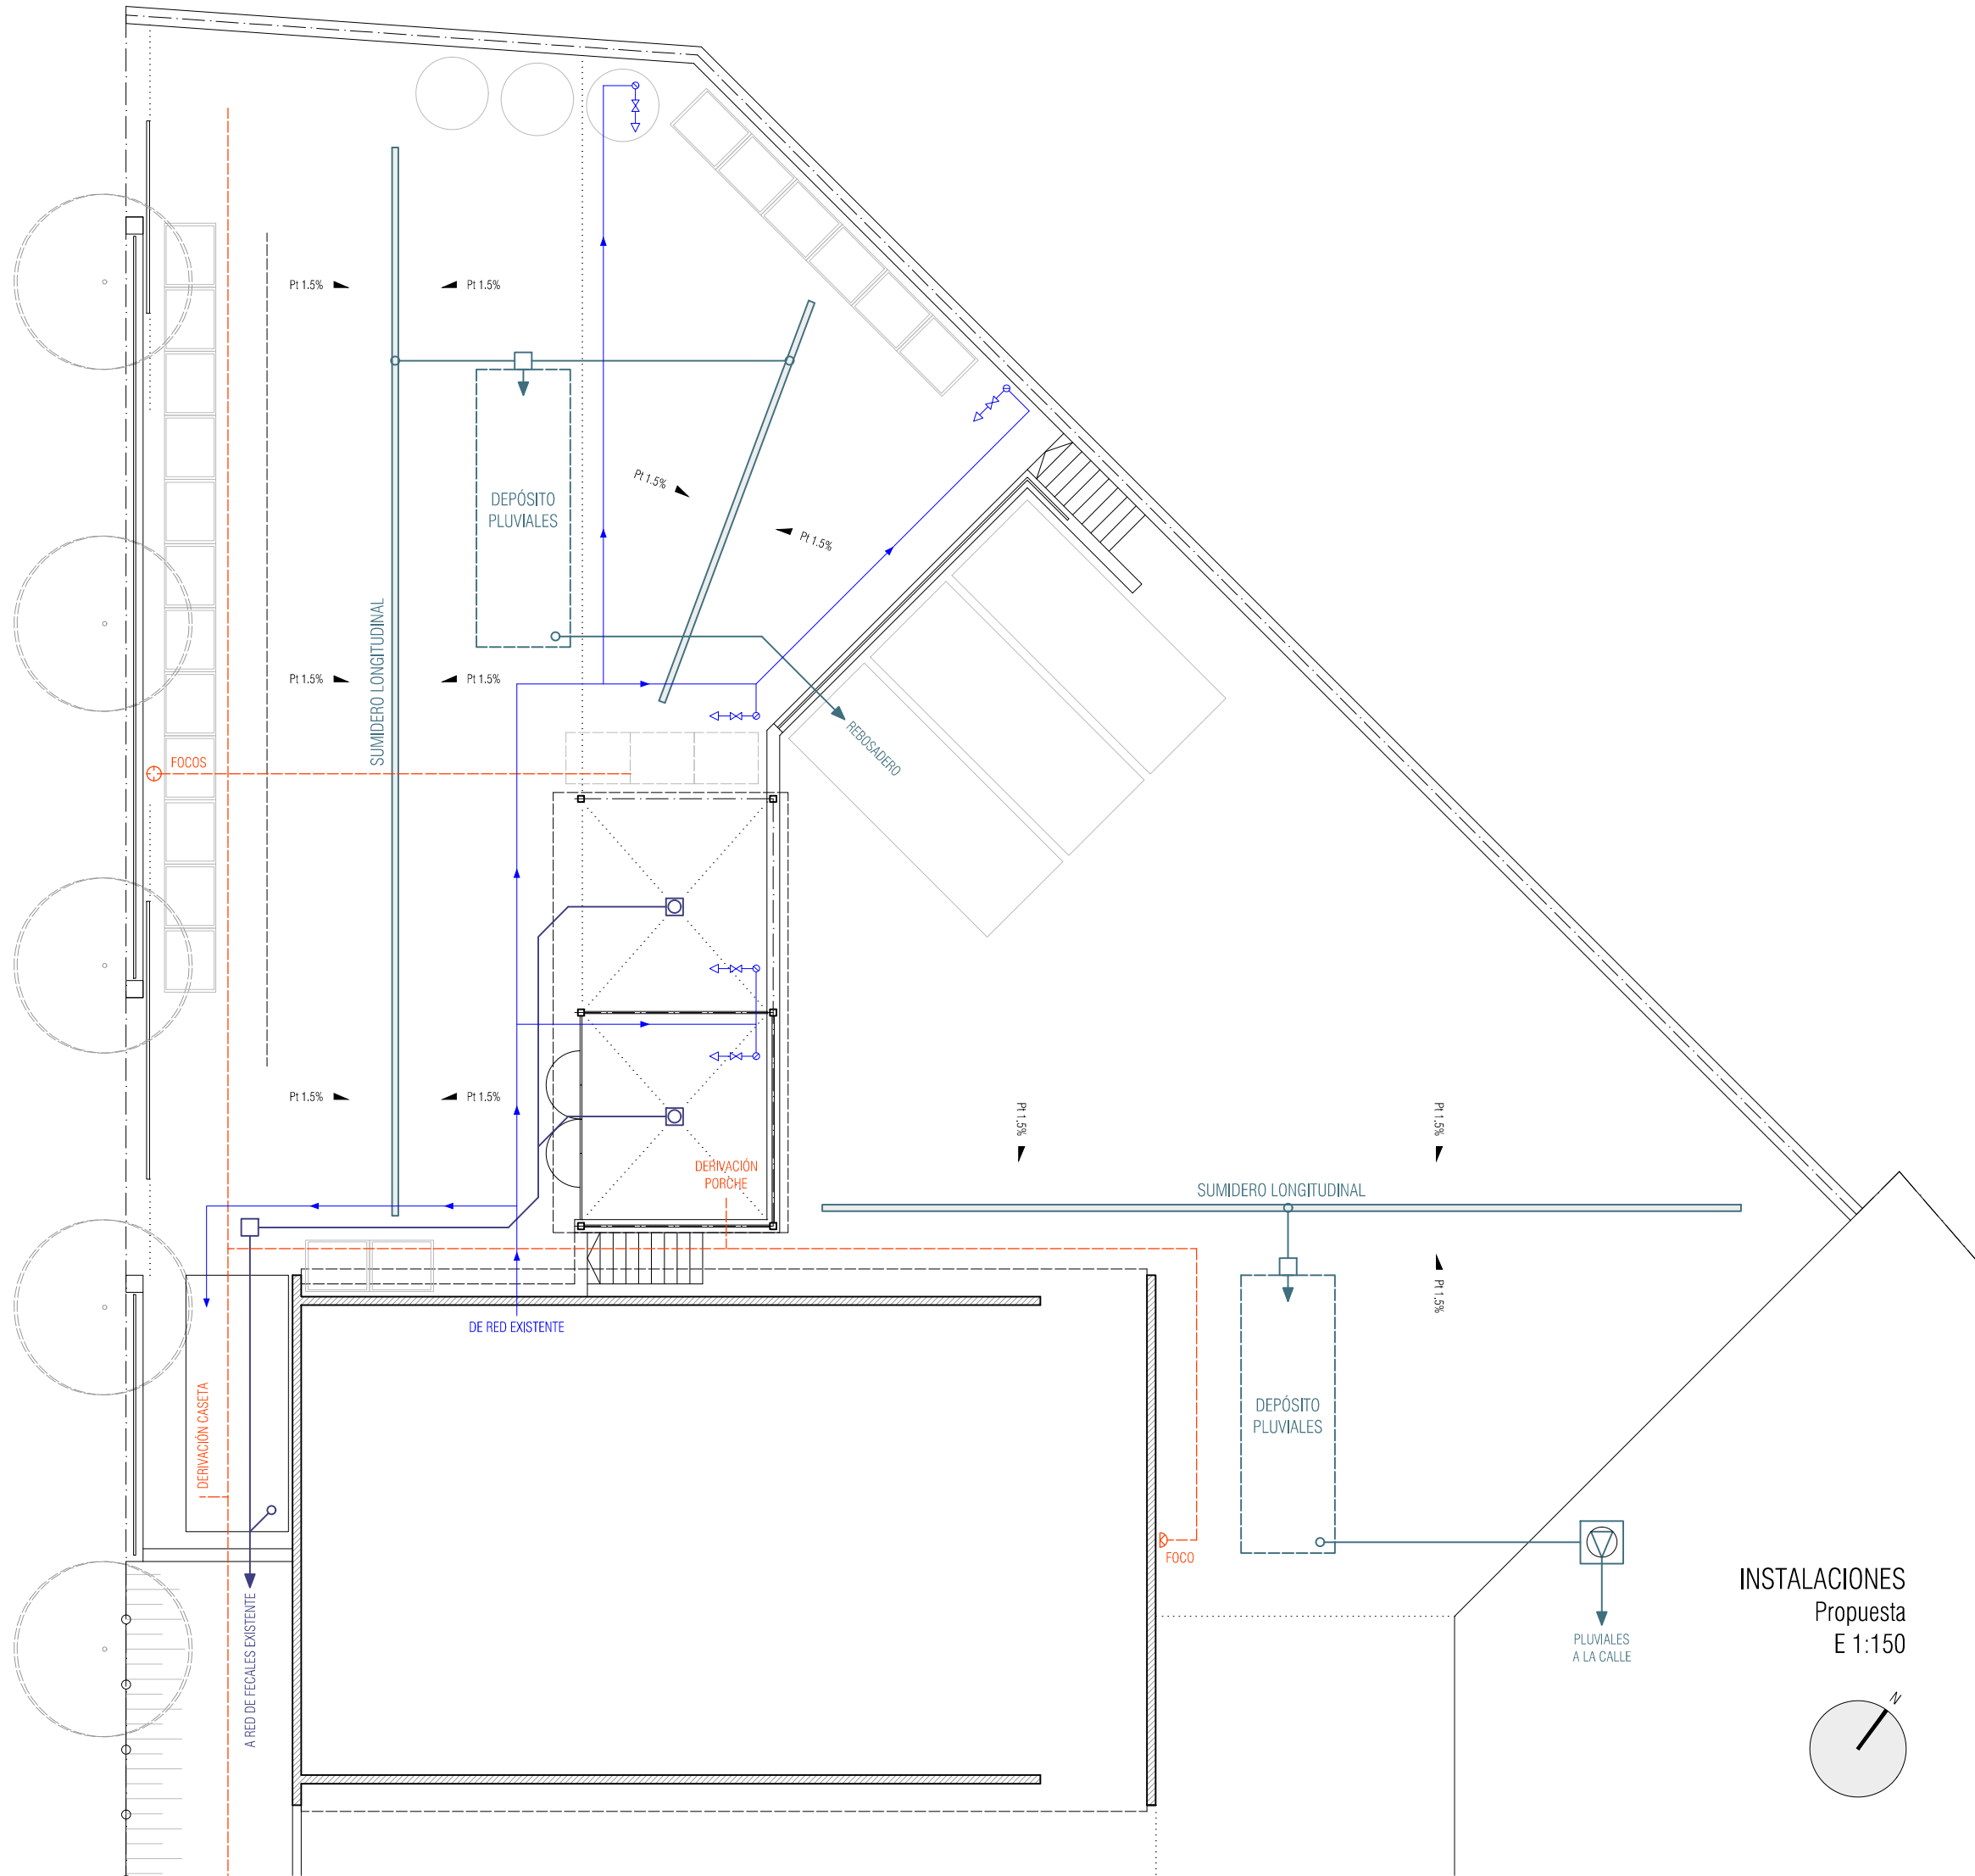 Pt 1.5%
Pt 1.5%
DEPÓSITO
PLUVIALES
Pt 1.5%
Pt 1.5%
SUMIDERO LONGITUDINAL
Pt 1.5%
Pt 1.5%
REBOSADERO
FOCOS
Pt 1.5%
Pt 1.5%
Pt 1.5%
Pt 1.5%
DERIVACIÓN
PORCHE
SUMIDERO LONGITUDINAL
Pt 1.5%
DE RED EXISTENTE
DERIVACIÓN CASETA
DEPÓSITO
PLUVIALES
FOCO
A RED DE FECALES EXISTENTE
PLUVIALES
A LA CALLE
INSTALACIONES
Propuesta
E 1:150
N